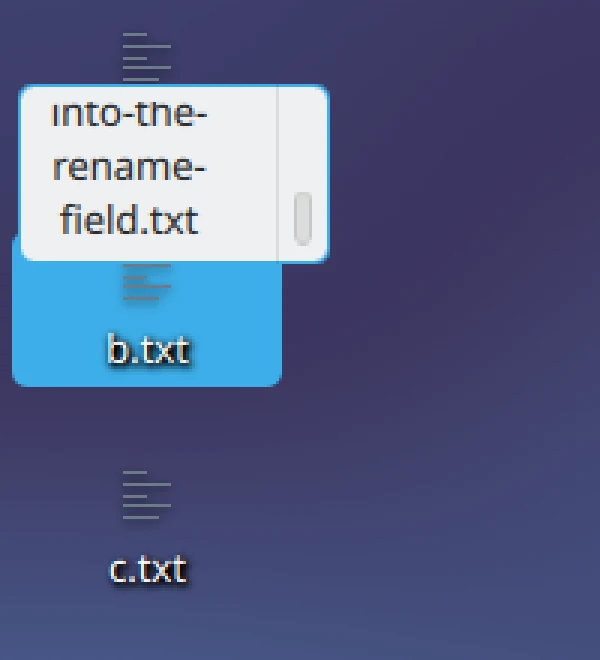 into-the-
rename-
field.txt
b.txt
c.txt